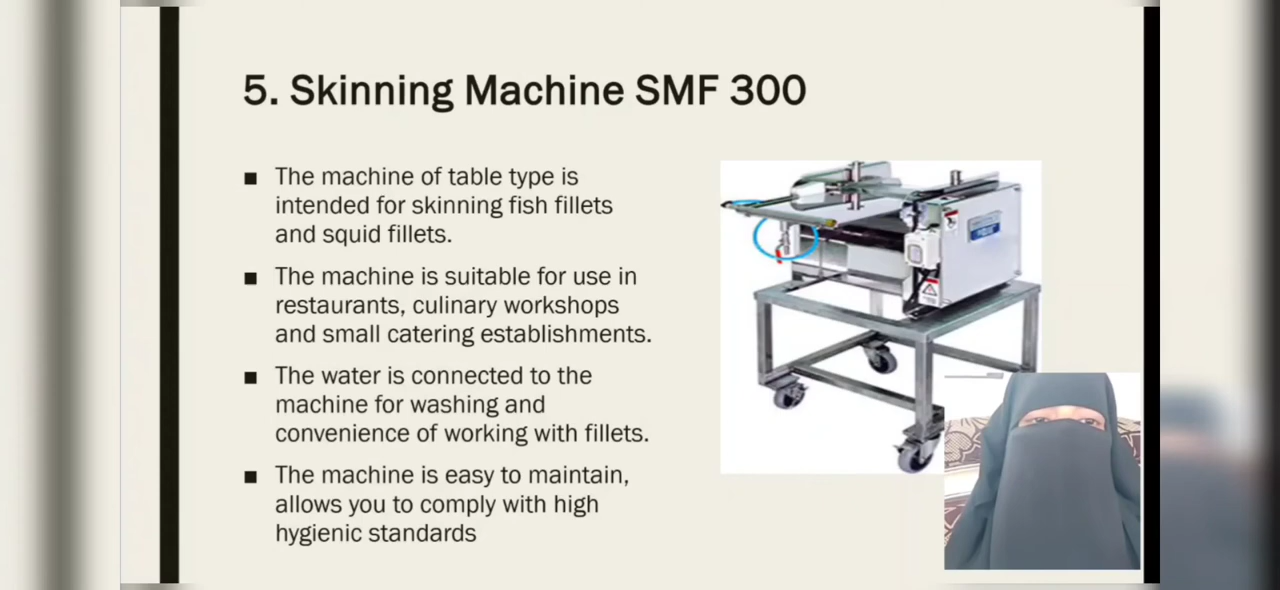 5. Skinning Machine SMF 300
■ The machine of table type is
intended for skinning fish fillets
and squid fillets.
■ The machine is suitable for use in
restaurants, culinary workshops
and small catering establishments.
■ The water is connected to the
machine for washing and
convenience of working with fillets.
■ The machine is easy to maintain,
allows you to comply with high
hygienic standards